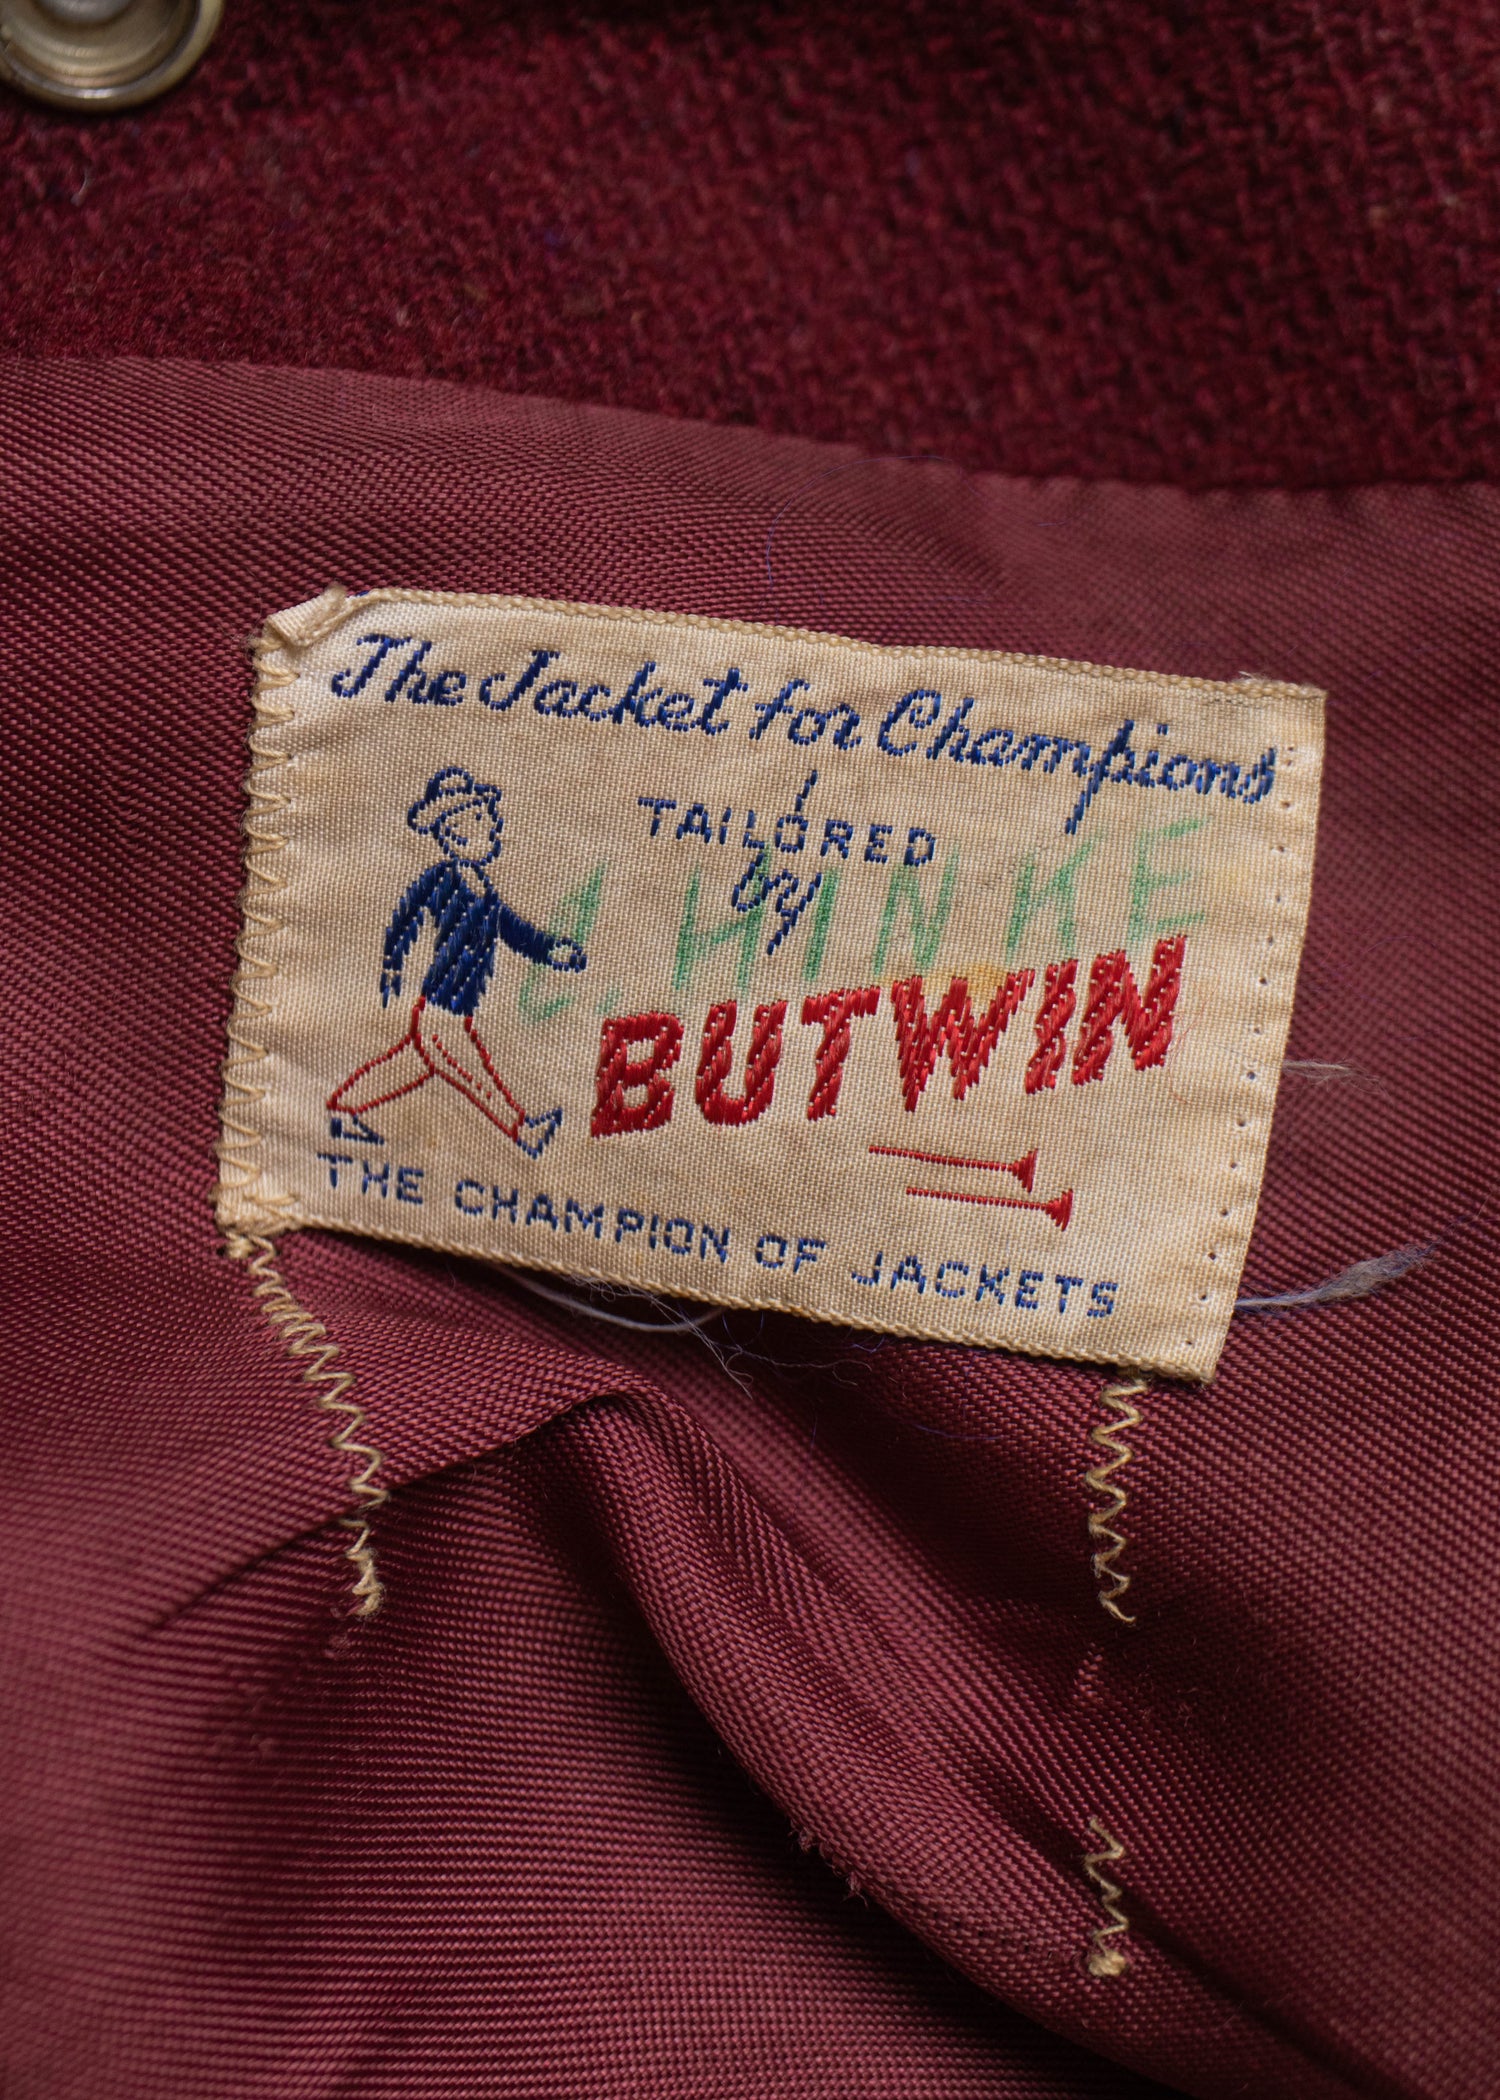 The Jacket for Champions
TAILORED
by
J. HINKE
BUTWIN
THE CHAMPION OF JACKETS